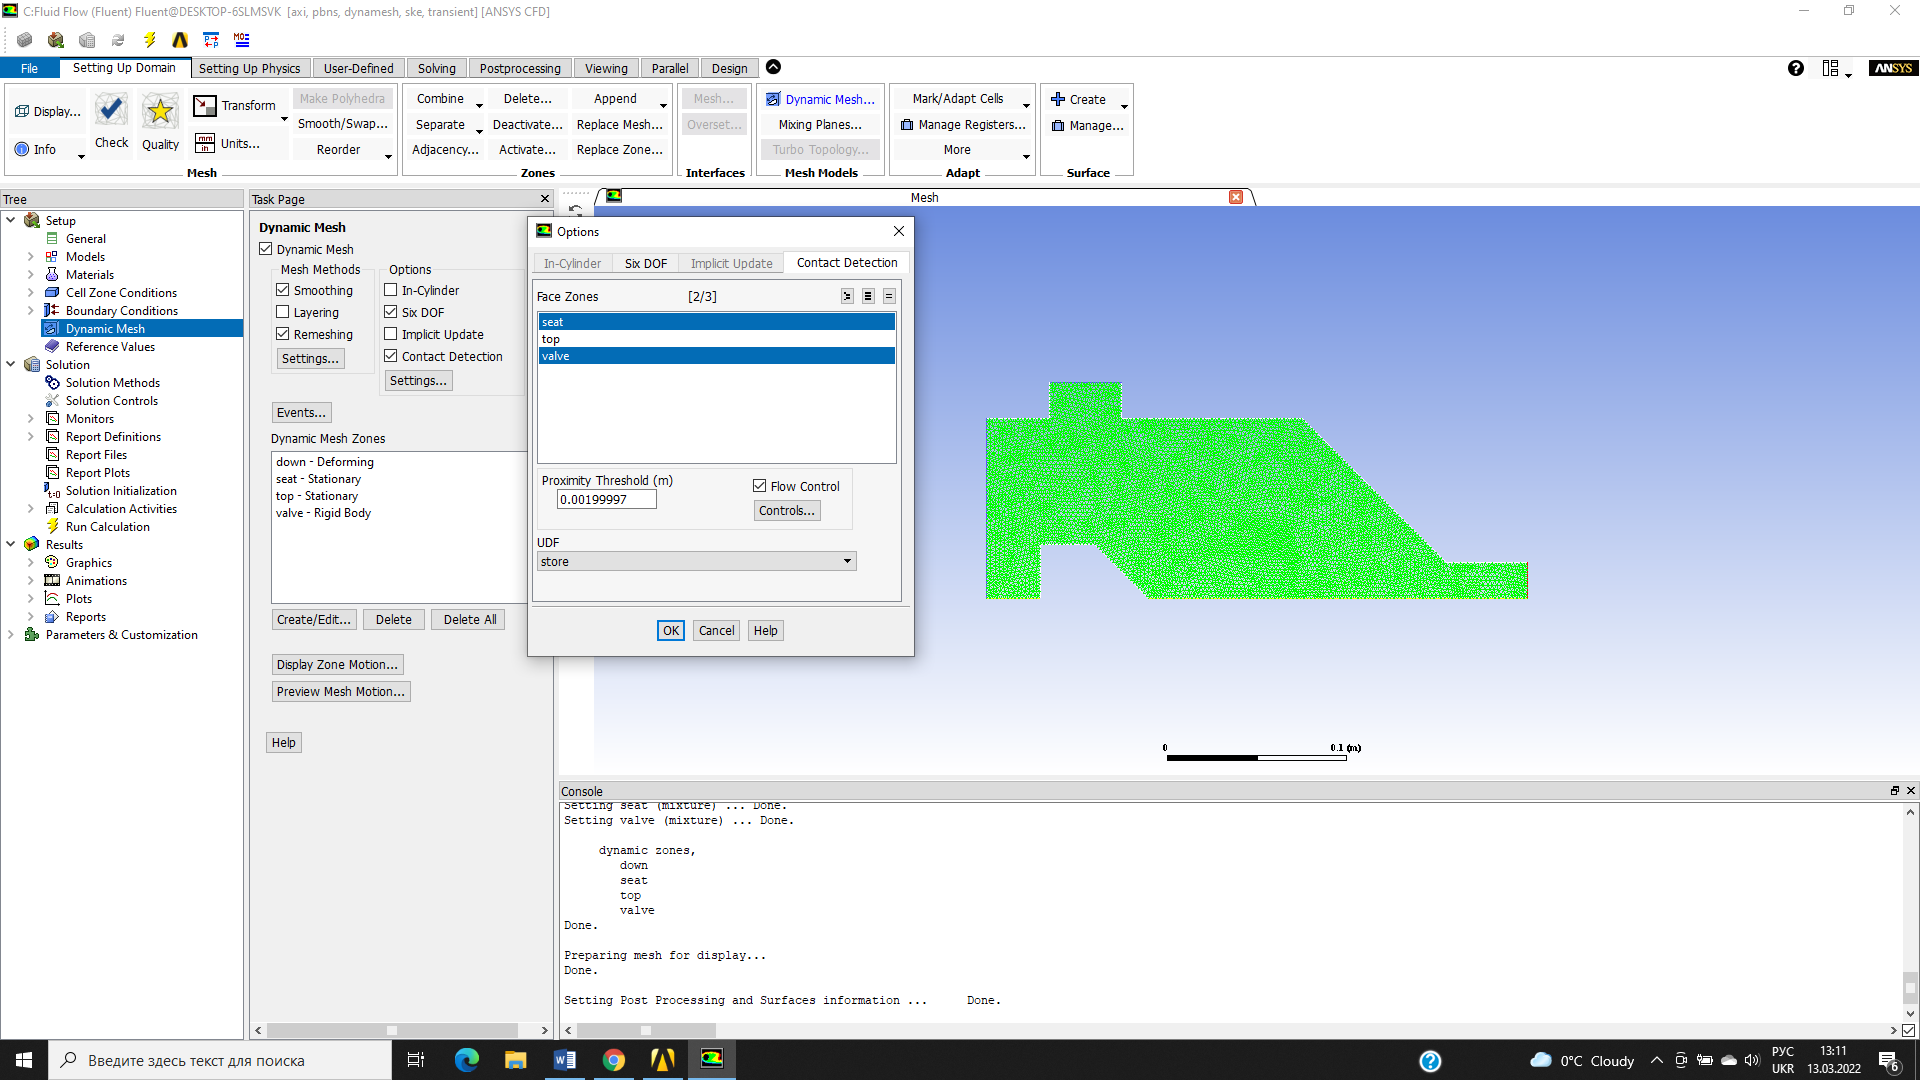 C:Fluid Flow (Fluent) Fluent@DESKTOP-6SLMSVK [axi, pbns, dynamesh, ske, transient] [ANSYS CFD]
File
Setting Up Domain
Setting Up Physics
User-Defined
Solving
Postprocessing
Viewing
Parallel
Design
ANSYS
Display...
Info
Check
Quality
Transform
Units...
Make Polyhedra
Smooth/Swap...
Reorder
Mesh
Combine
Separate
Adjacency...
Delete...
Deactivate...
Activate...
Append
Replace Mesh...
Replace Zone...
Zones
Mesh...
Overset...
Interfaces
Dynamic Mesh...
Mixing Planes...
Turbo Topology...
Mesh Models
Mark/Adapt Cells
Manage Registers...
More
Adapt
Create
Manage...
Surface
Tree
Setup
General
Models
Materials
Cell Zone Conditions
Boundary Conditions
Dynamic Mesh
Reference Values
Solution
Solution Methods
Solution Controls
Monitors
Report Definitions
Report Files
Report Plots
Solution Initialization
Calculation Activities
Run Calculation
Results
Graphics
Animations
Plots
Reports
Parameters & Customization
Task Page
Dynamic Mesh
Dynamic Mesh
Mesh Methods
Smoothing
Layering
Remeshing
Settings...
Options
In-Cylinder
Six DOF
Implicit Update
Contact Detection
Settings...
Events...
Dynamic Mesh Zones
down - Deforming
seat - Stationary
top - Stationary
valve - Rigid Body
Create/Edit...
Delete
Delete All
Display Zone Motion...
Preview Mesh Motion...
Help
Options
In-Cylinder
Six DOF
Implicit Update
Contact Detection
Face Zones [2/3]
seat
top
valve
Proximity Threshold (m)
0.00199997
Flow Control
Controls...
UDF
store
OK
Cancel
Help
Mesh
0
0.1 (m)
Console
Setting seat (mixture) ... Done.
Setting valve (mixture) ... Done.
dynamic zones,
down
seat
top
valve
Done.
Preparing mesh for display...
Done.
Setting Post Processing and Surfaces information ... Done.
Введите здесь текст для поиска
0°C Cloudy
РУС
UKR
13:11
13.03.2022
6